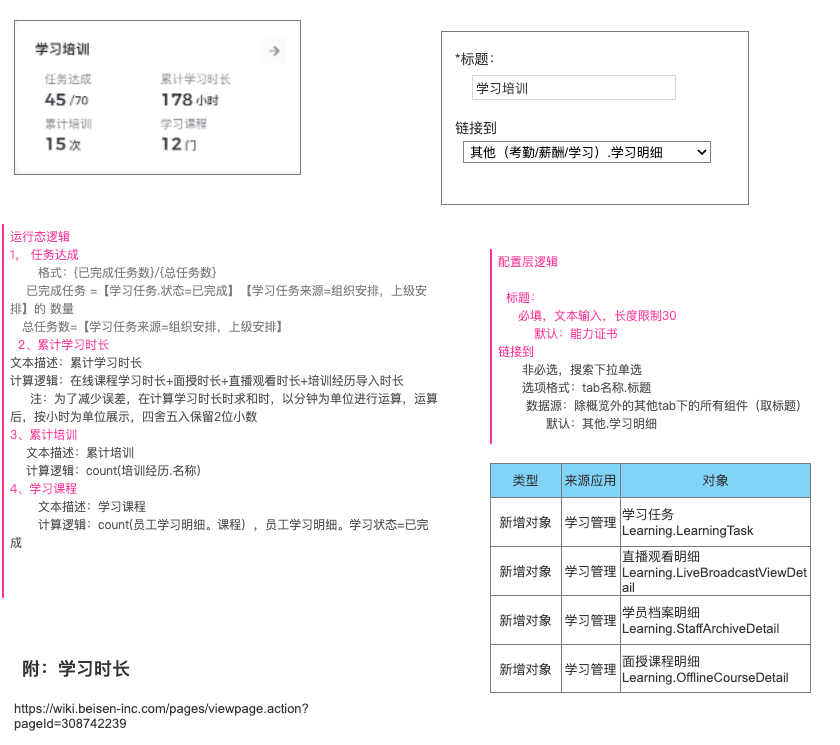 学习培训
任务达成
累计学习时长
45 /70
178 小时
累计培训
学习课程
15 次
12 门
*标题：
学习培训
链接到
其他（考勤/薪酬/学习）.学习明细
运行态逻辑
1， 任务达成
格式：{已完成任务数}/{总任务数}
已完成任务 =【学习任务.状态=已完成】【学习任务来源=组织安排，上级安
排】的 数量
总任务数=【学习任务来源=组织安排，上级安排】
2、累计学习时长
文本描述：累计学习时长
计算逻辑：在线课程学习时长+面授时长+直播观看时长+培训经历导入时长
注：为了减少误差，在计算学习时长时求和时，以分钟为单位进行运算，运算
后，按小时为单位展示，四舍五入保留2位小数
3、累计培训
文本描述：累计培训
计算逻辑：count(培训经历.名称)
4、学习课程
文本描述：学习课程
计算逻辑：count(员工学习明细。课程），员工学习明细。学习状态=已完
成
配置层逻辑
标题：
必填，文本输入，长度限制30
默认：能力证书
链接到
非必选，搜索下拉单选
选项格式：tab名称.标题
数据源：除概览外的其他tab下的所有组件（取标题）
默认：其他.学习明细
类型 来源应用 对象
新增对象 学习管理 学习任务
Learning.LearningTask
新增对象 学习管理 直播观看明细
Learning.LiveBroadcastViewDet
ail
新增对象 学习管理 学员档案明细
Learning.StaffArchiveDetail
新增对象 学习管理 面授课程明细
Learning.OfflineCourseDetail
附：学习时长
https://wiki.beisen-inc.com/pages/viewpage.action?
pageId=308742239